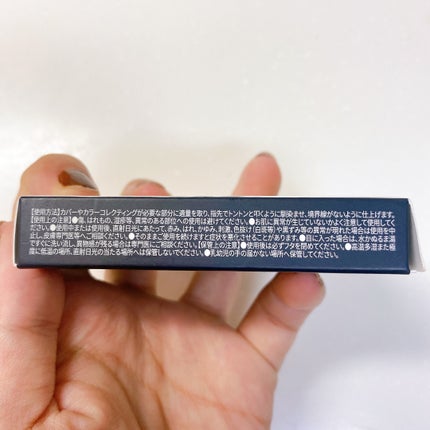 【使用方法】カバーやカラーコレクティングが必要な部分に適量を取り、指先でトントンと叩くように馴染ませ、境界線がないように仕上げます。
【使用上の注意】●傷、はれもの、湿疹等、異常のある部位への使用は避けてください。●お肌に異常が生じていないかよく注意して使用してく
ださい。●使用中または使用後、直射日光にあたって、赤み、はれ、かゆみ、刺激、色抜け(白斑等)や黒ずみ等の異常が現れた場合は使用を中
止し、皮膚専門医等へご相談ください。●そのままご使用を続けますと症状を悪化させることがあります。●目に入った場合は、水かぬるま湯
ですぐに洗い流し、異物感が残る場合は専門医にご相談ください。【保管上の注意】●使用後は必ずフタを閉めてください。●高温多湿また極
度に低温の場所、直射日光の当たる場所へは保管しないでください。●乳幼児の手の届かない場所へ保管してください。